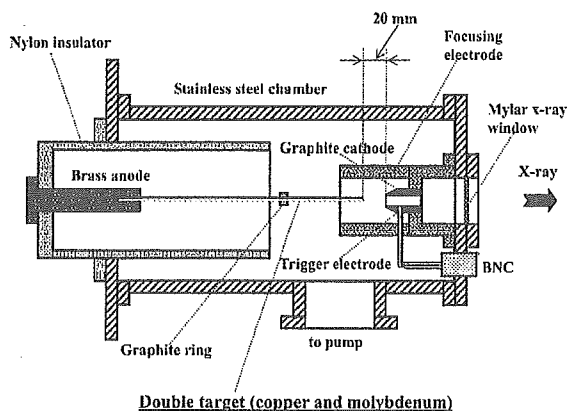 20 mm
Focusing
electrode
Nylon insulator
Stainless steel chamber
Mylar x-ray
window
Graphite cathode
Brass anode
X-ray
Trigger electrode
BNC
Graphite ring
to pump
Double target (copper and molybdenum)